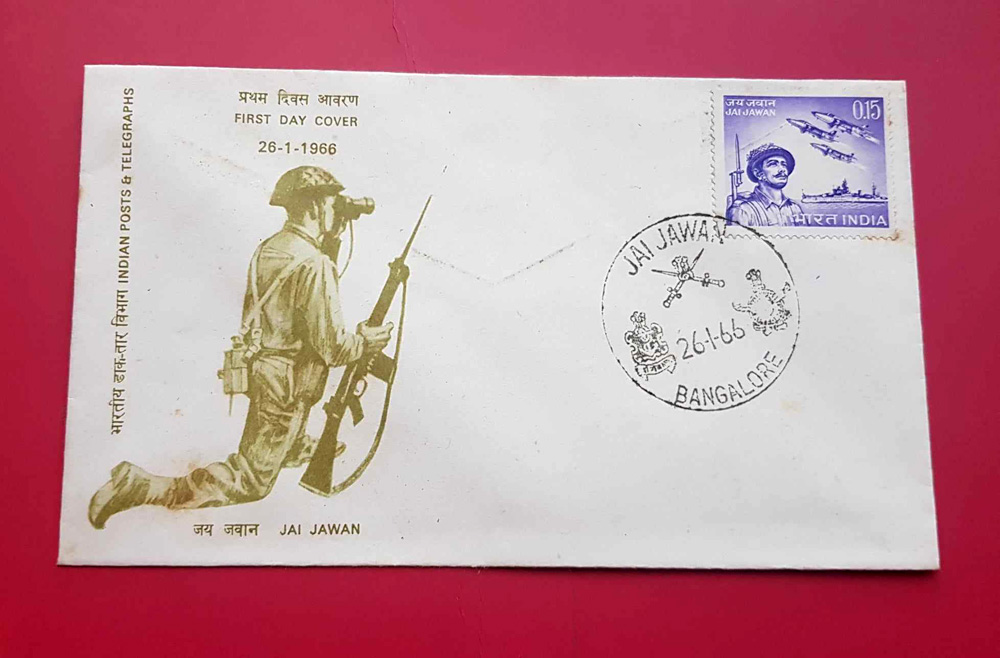 भारतीय डाक-तार विभाग INDIAN POSTS & TELEGRAPHS
प्रथम दिवस आवरण
FIRST DAY COVER
26-1-1966
जय जवान JAI JAWAN
जय जवान
JAI JAWAN
0.15
भारत INDIA
JAI JAWAN
26-1-66
BANGALORE